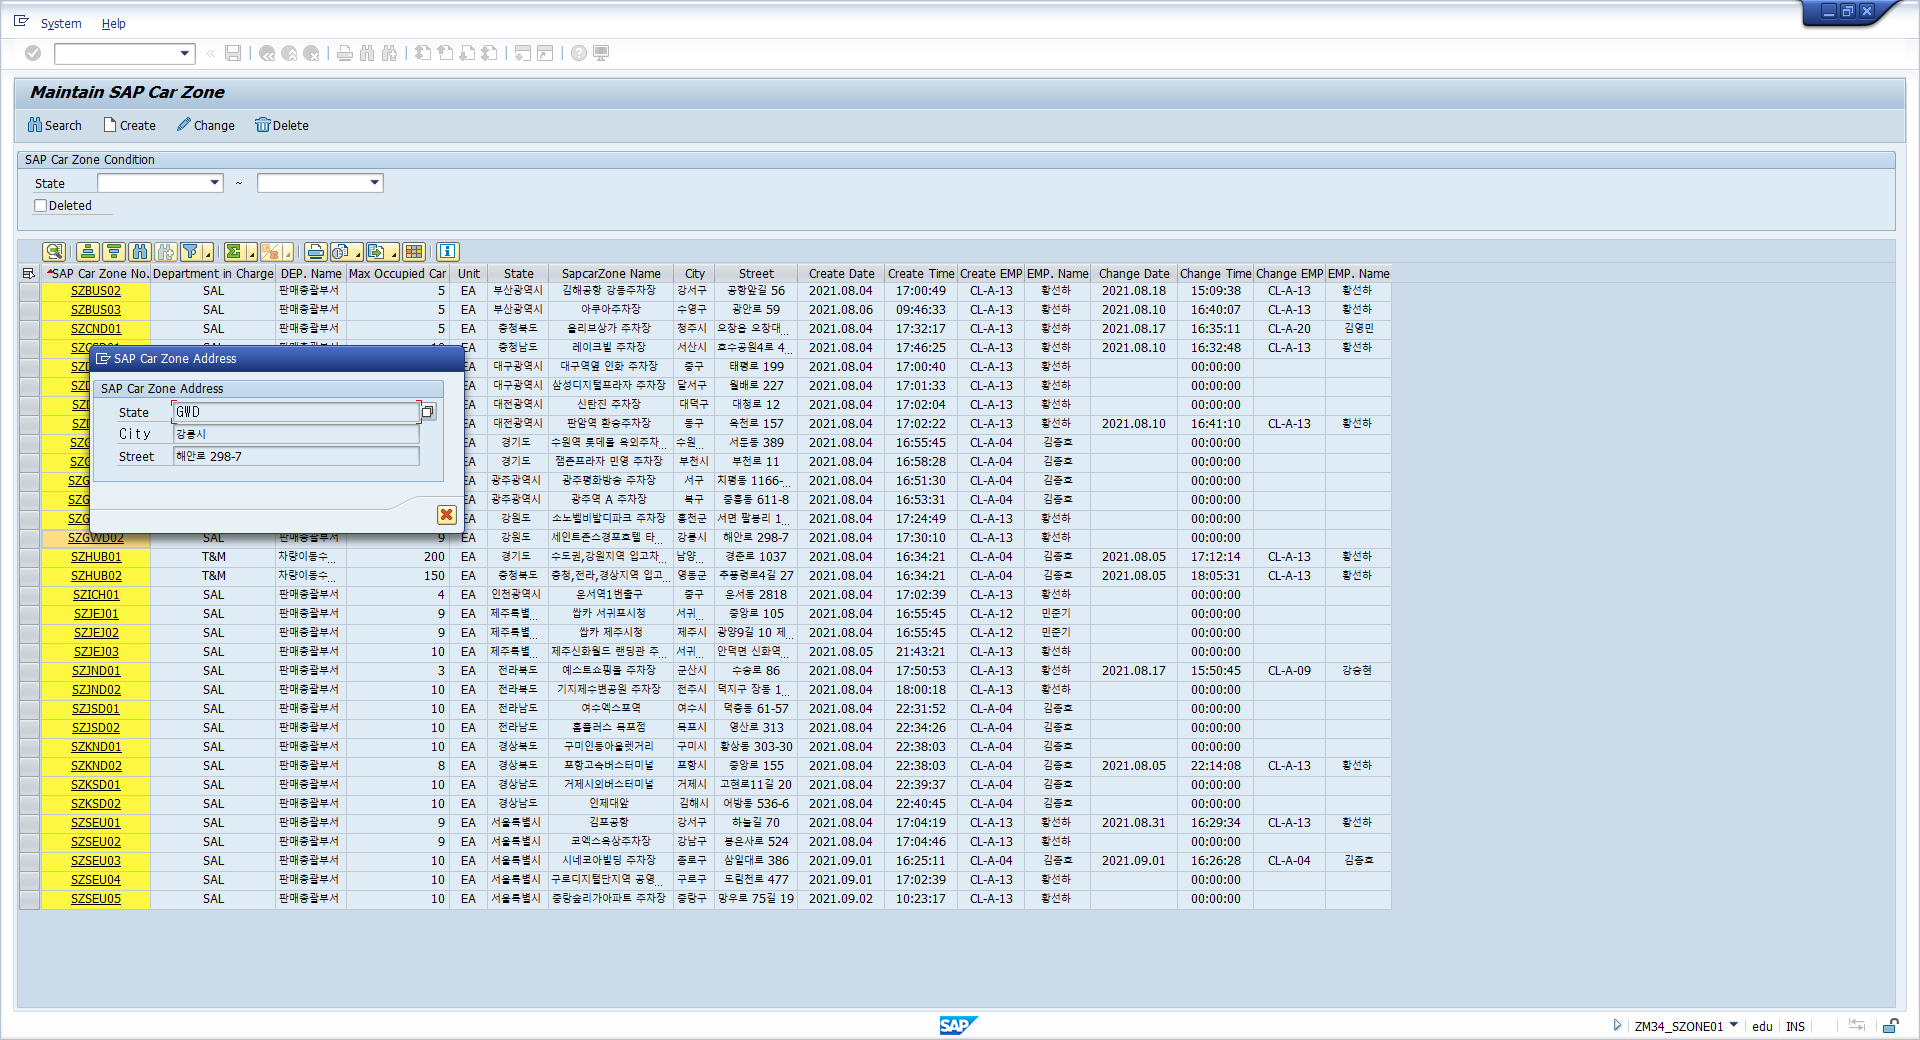 System Help
Maintain SAP Car Zone
Search Create Change Delete
SAP Car Zone Condition
State ~
Deleted
SAP Car Zone No. Department in Charge DEP. Name Max Occupied Car Unit State SapcarZone Name City Street Create Date Create Time Create EMP EMP. Name Change Date Change Time Change EMP EMP. Name
SZBUS02 SAL 판매총괄부서 5 EA 부산광역시 김해공항 강동주차장 강서구 공항앞길 56 2021.08.04 17:00:49 CL-A-13 황선하 2021.08.18 15:09:38 CL-A-13 황선하
SZBUS03 SAL 판매총괄부서 5 EA 부산광역시 아쿠아주차장 수영구 광안로 59 2021.08.06 09:46:33 CL-A-13 황선하 2021.08.10 16:40:07 CL-A-13 황선하
SZCND01 SAL 판매총괄부서 5 EA 충청북도 올리브상가 주차장 청주시 오창읍 오창대... 2021.08.04 17:32:17 CL-A-13 황선하 2021.08.17 16:35:11 CL-A-20 김영민
EA 충청남도 레이크빌 주차장 서산시 호수공원4로 4... 2021.08.04 17:46:25 CL-A-13 황선하 2021.08.10 16:32:48 CL-A-13 황선하
EA 대구광역시 대구역옆 인화 주차장 중구 태평로 199 2021.08.04 17:00:40 CL-A-13 황선하 00:00:00
EA 대구광역시 삼성디지털프라자 주차장 달서구 월배로 227 2021.08.04 17:01:33 CL-A-13 황선하 00:00:00
EA 대전광역시 신탄진 주차장 대덕구 대청로 12 2021.08.04 17:02:04 CL-A-13 황선하 00:00:00
EA 대전광역시 판암역 환승주차장 동구 옥천로 157 2021.08.04 17:02:22 CL-A-13 황선하 2021.08.10 16:41:10 CL-A-13 황선하
EA 경기도 수원역 롯데몰 옥외주차... 수원... 서둔동 389 2021.08.04 16:55:45 CL-A-04 김종호 00:00:00
EA 경기도 잼존프라자 민영 주차장 부천시 부천로 11 2021.08.04 16:58:28 CL-A-04 김종호 00:00:00
EA 광주광역시 광주평화방송 주차장 서구 치평동 1166-... 2021.08.04 16:51:30 CL-A-04 김종호 00:00:00
EA 광주광역시 광주역 A 주차장 북구 중흥동 611-8 2021.08.04 16:53:31 CL-A-04 김종호 00:00:00
EA 강원도 소노벨비발디파크 주차장 홍천군 서면 팔봉리 1... 2021.08.04 17:24:49 CL-A-13 황선하 00:00:00
SZGWD02 SAL 판매총괄부서 9 EA 강원도 세인트존스경포호텔 타... 강릉시 해안로 298-7 2021.08.04 17:30:10 CL-A-13 황선하 00:00:00
SZHUB01 T&M 차량이동수... 200 EA 경기도 수도권,강원지역 입고차... 남양... 경춘로 1037 2021.08.04 16:34:21 CL-A-04 김종호 2021.08.05 17:12:14 CL-A-13 황선하
SZHUB02 T&M 차량이동수... 150 EA 충청북도 충청,전라,경상지역 입고... 영동군 추풍령로4길 27 2021.08.04 16:34:21 CL-A-04 김종호 2021.08.05 18:05:31 CL-A-13 황선하
SZICH01 SAL 판매총괄부서 4 EA 인천광역시 운서역1번출구 중구 운서동 2818 2021.08.04 17:02:39 CL-A-13 황선하 00:00:00
SZJEJ01 SAL 판매총괄부서 9 EA 제주특별... 쌉카 서귀포시청 서귀... 중앙로 105 2021.08.04 16:55:45 CL-A-12 민준기 00:00:00
SZJEJ02 SAL 판매총괄부서 9 EA 제주특별... 쌉카 제주시청 제주시 광양9길 10 제... 2021.08.04 16:55:45 CL-A-12 민준기 00:00:00
SZJEJ03 SAL 판매총괄부서 10 EA 제주특별... 제주신화월드 랜딩관 주... 서귀... 안덕면 신화역... 2021.08.05 21:43:21 CL-A-13 황선하 00:00:00
SZJND01 SAL 판매총괄부서 3 EA 전라북도 예스트쇼핑몰 주차장 군산시 수송로 86 2021.08.04 17:50:53 CL-A-13 황선하 2021.08.17 15:50:45 CL-A-09 강승현
SZJND02 SAL 판매총괄부서 10 EA 전라북도 기지제수변공원 주차장 전주시 덕지구 장동 1... 2021.08.04 18:00:18 CL-A-13 황선하 00:00:00
SZJSD01 SAL 판매총괄부서 10 EA 전라남도 여수엑스포역 여수시 덕충동 61-57 2021.08.04 22:31:52 CL-A-04 김종호 00:00:00
SZJSD02 SAL 판매총괄부서 10 EA 전라남도 홈플러스 목포점 목포시 영산로 313 2021.08.04 22:34:26 CL-A-04 김종호 00:00:00
SZKND01 SAL 판매총괄부서 10 EA 경상북도 구미인동아울렛거리 구미시 황상동 303-30 2021.08.04 22:38:03 CL-A-04 김종호 00:00:00
SZKND02 SAL 판매총괄부서 8 EA 경상북도 포항고속버스터미널 포항시 중앙로 155 2021.08.04 22:38:03 CL-A-04 김종호 2021.08.05 22:14:08 CL-A-13 황선하
SZKSD01 SAL 판매총괄부서 10 EA 경상남도 거제시외버스터미널 거제시 고현로11길 20 2021.08.04 22:39:37 CL-A-04 김종호 00:00:00
SZKSD02 SAL 판매총괄부서 10 EA 경상남도 인제대앞 김해시 어방동 536-6 2021.08.04 22:40:45 CL-A-04 김종호 00:00:00
SZSEU01 SAL 판매총괄부서 9 EA 서울특별시 김포공항 강서구 하늘길 70 2021.08.04 17:04:19 CL-A-13 황선하 2021.08.31 16:29:34 CL-A-13 황선하
SZSEU02 SAL 판매총괄부서 9 EA 서울특별시 코엑스옥상주차장 강남구 봉은사로 524 2021.08.04 17:04:46 CL-A-13 황선하 00:00:00
SZSEU03 SAL 판매총괄부서 10 EA 서울특별시 시네코아빌딩 주차장 종로구 삼일대로 386 2021.09.01 16:25:11 CL-A-04 김종호 2021.09.01 16:26:28 CL-A-04 김종호
SZSEU04 SAL 판매총괄부서 10 EA 서울특별시 구로디지털단지역 공영... 구로구 도림천로 477 2021.09.01 17:02:39 CL-A-13 황선하 00:00:00
SZSEU05 SAL 판매총괄부서 10 EA 서울특별시 중랑숲리가아파트 주차장 중랑구 망우로 75길 19 2021.09.02 10:23:17 CL-A-13 황선하 00:00:00
SAP Car Zone Address
SAP Car Zone Address
State GWD
City 강릉시
Street 해안로 298-7
SAP
ZM34_SZONE01 edu INS